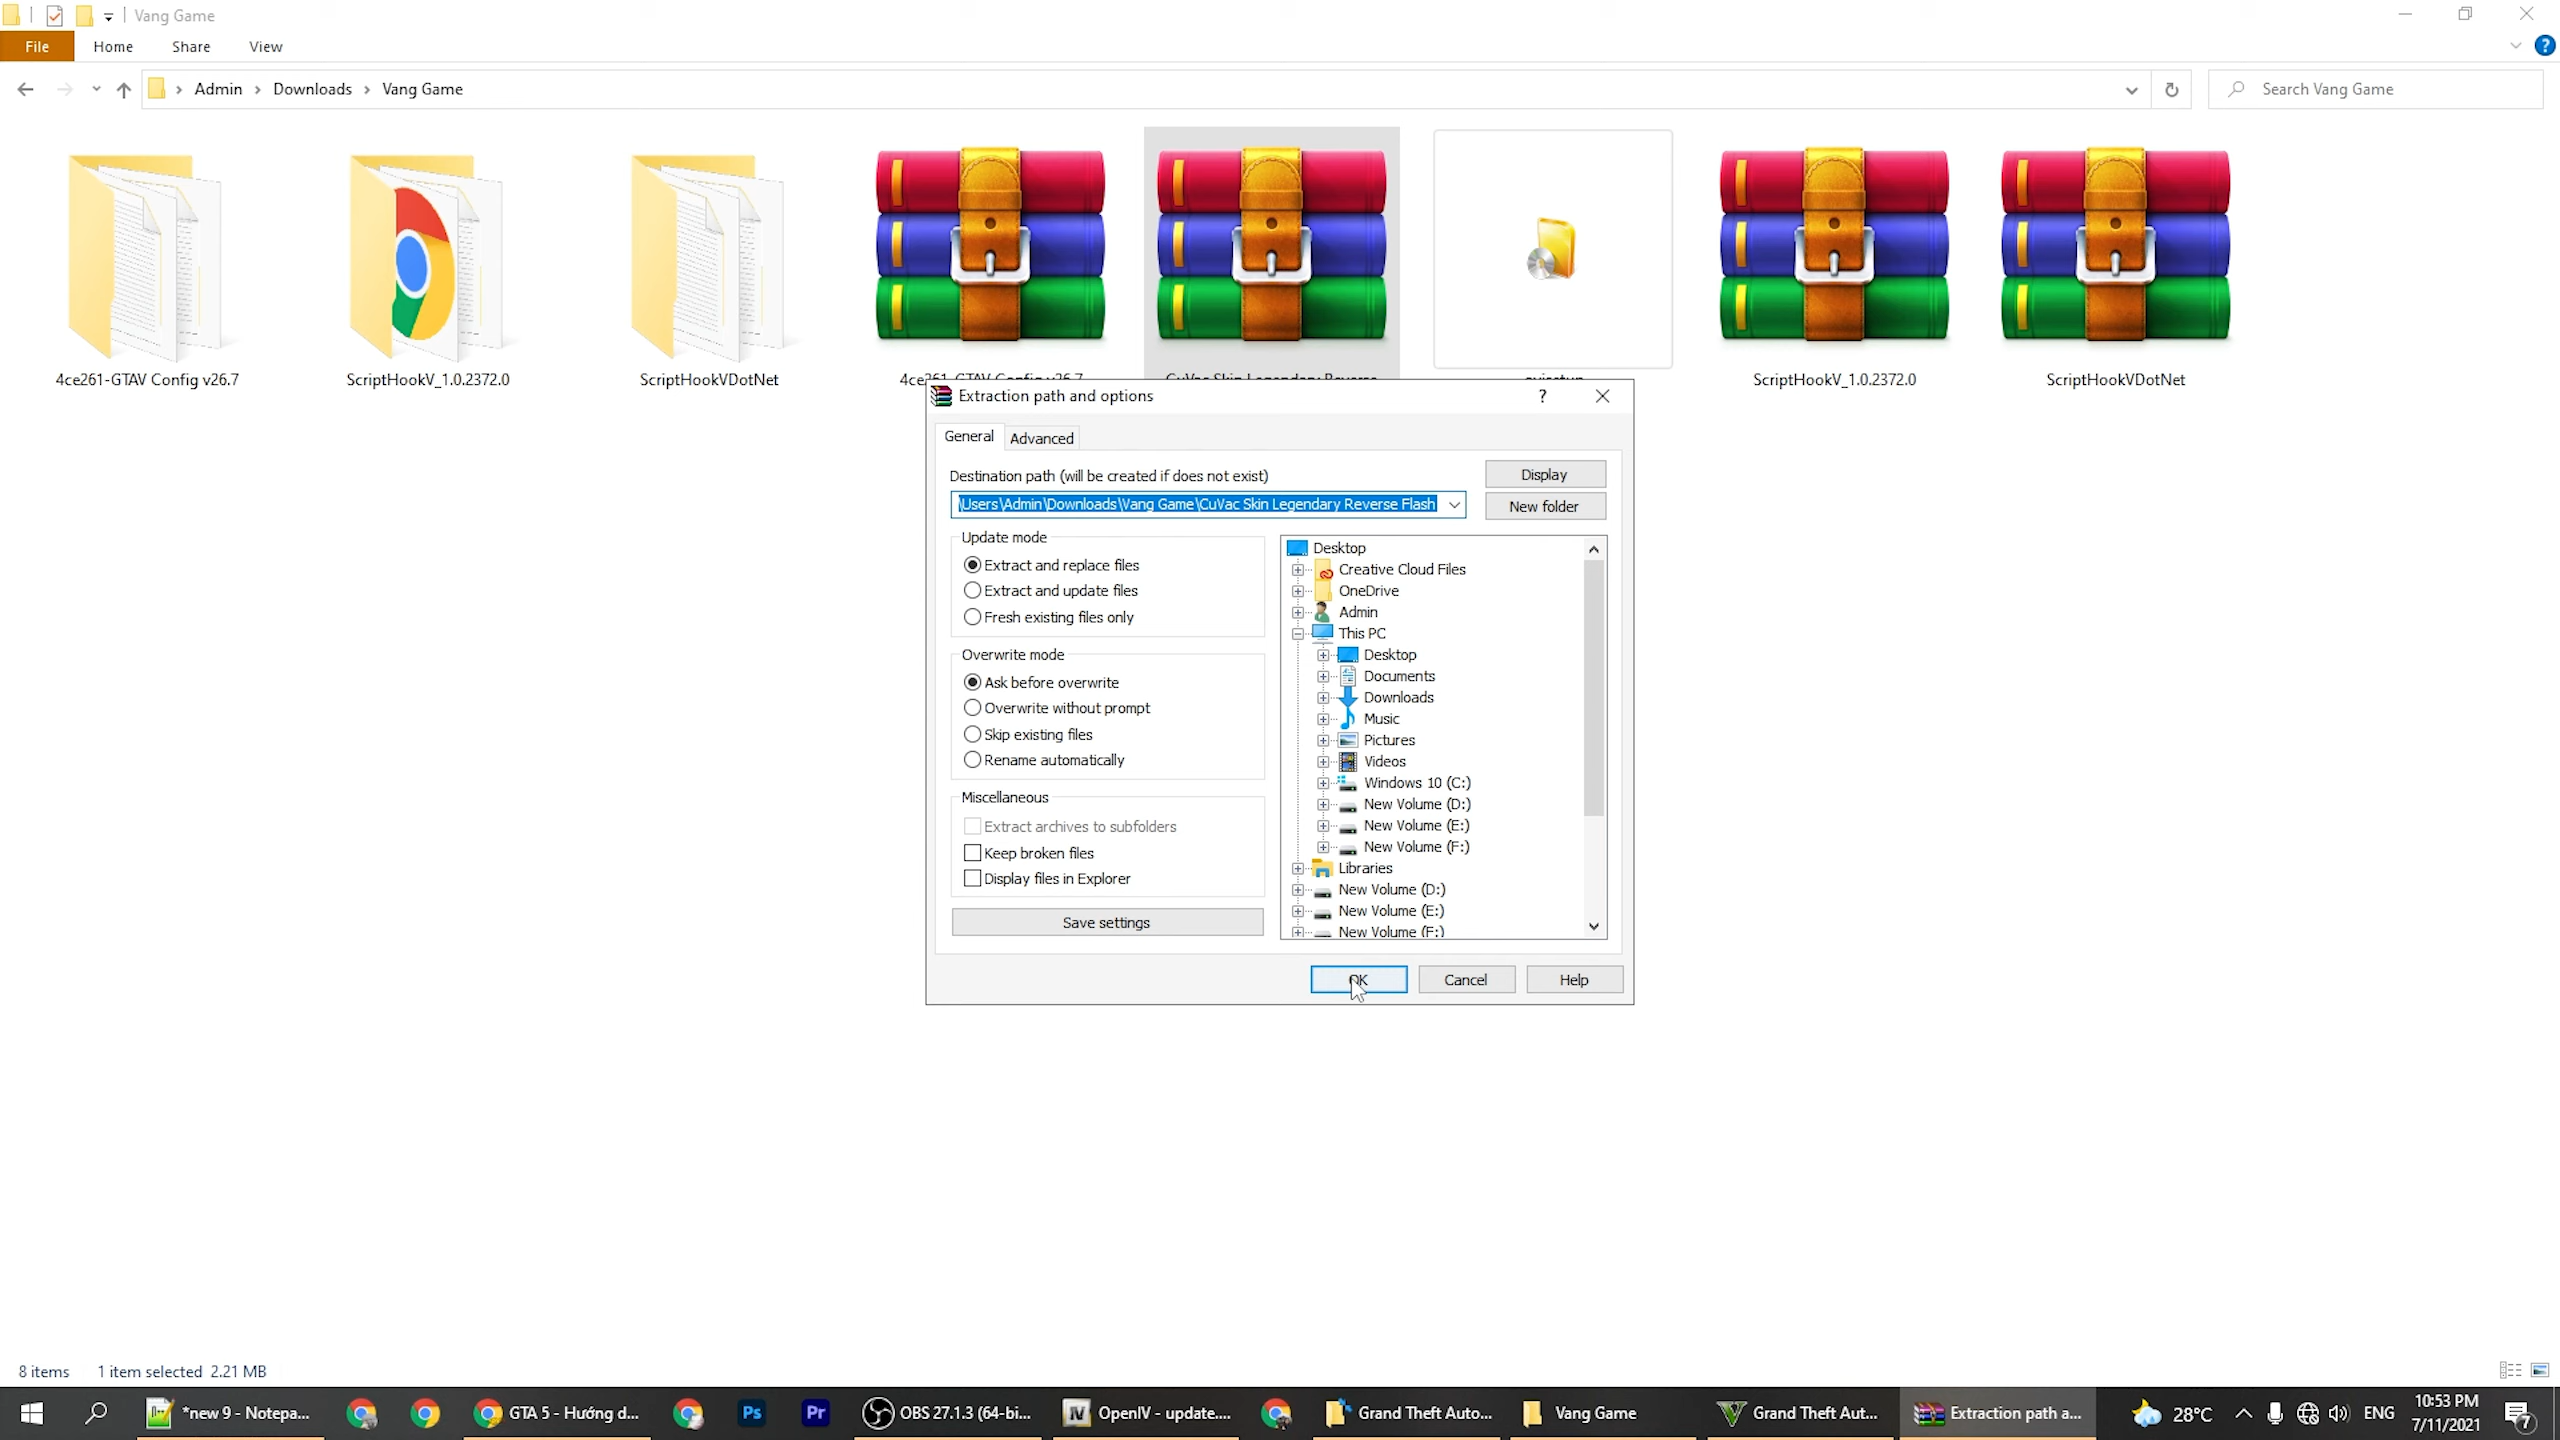 Vang Game
File Home Share View
Admin Downloads Vang Game
Search Vang Game
4ce261-GTAV Config v26.7
ScriptHookV_1.0.2372.0
ScriptHookVDotNet
ScriptHookV_1.0.2372.0
ScriptHookVDotNet
Extraction path and options
?
General Advanced
Destination path (will be created if does not exist)
Display
\Users\Admin\Downloads\Vang Game\CuVac Skin Legendary Reverse Flash
New folder
Update mode
Extract and replace files
Extract and update files
Fresh existing files only
Overwrite mode
Ask before overwrite
Overwrite without prompt
Skip existing files
Rename automatically
Miscellaneous
Extract archives to subfolders
Keep broken files
Display files in Explorer
Save settings
Desktop
Creative Cloud Files
OneDrive
Admin
This PC
Desktop
Documents
Downloads
Music
Pictures
Videos
Windows 10 (C:)
New Volume (D:)
New Volume (E:)
New Volume (F:)
Libraries
New Volume (D:)
New Volume (E:)
New Volume (F:)
OK Cancel Help
8 items 1 item selected 2.21 MB
*new 9 - Notepa...
GTA 5 - Hướng d...
Ps
Pr
OBS 27.1.3 (64-bi...
OpenIV - update....
Grand Theft Auto...
Vang Game
Grand Theft Aut...
Extraction path a...
28°C
ENG
10:53 PM
7/11/2021
7